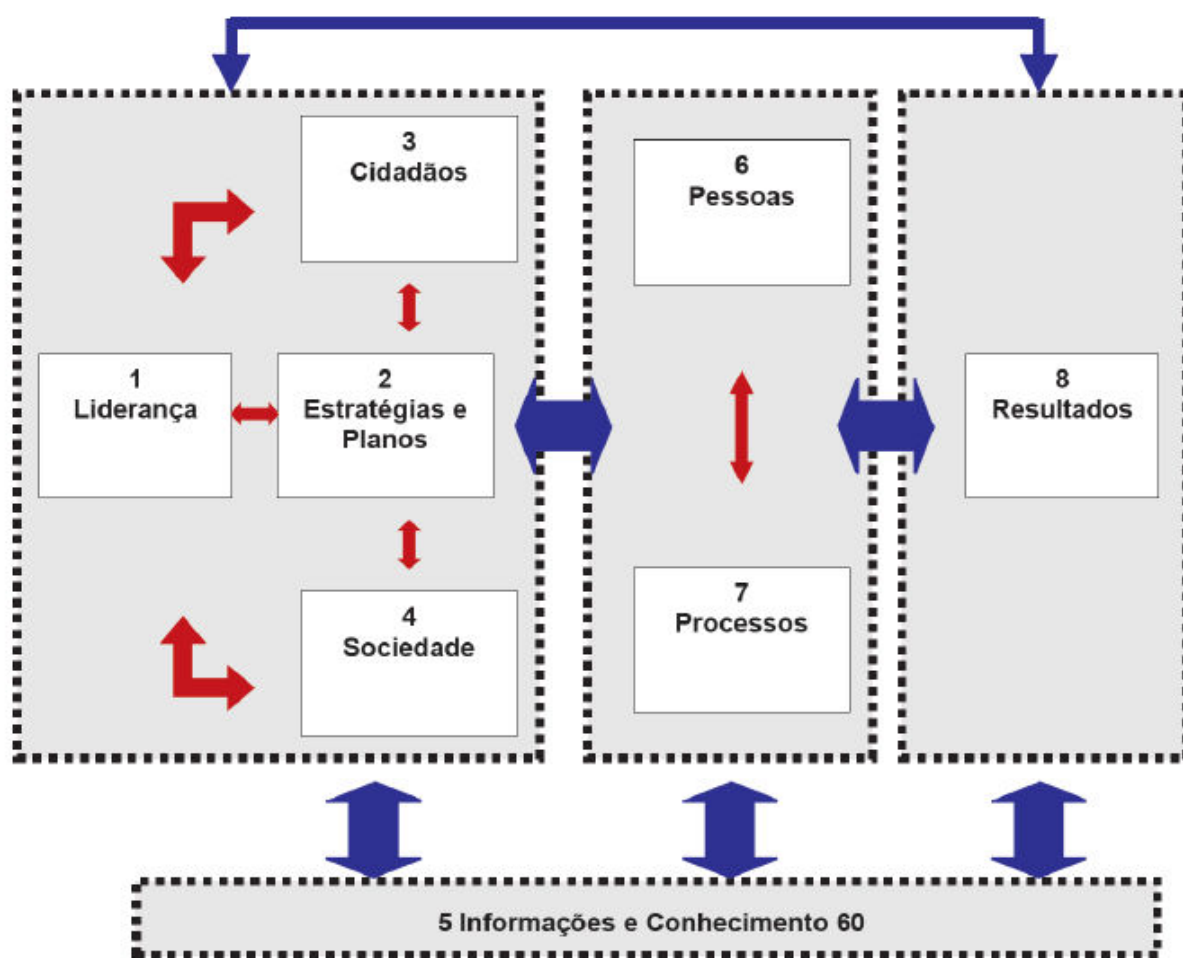 3
Cidadãos
6
Pessoas
1
Liderança
2
Estratégias e
Planos
8
Resultados
4
Sociedade
7
Processos
5 Informações e Conhecimento 60